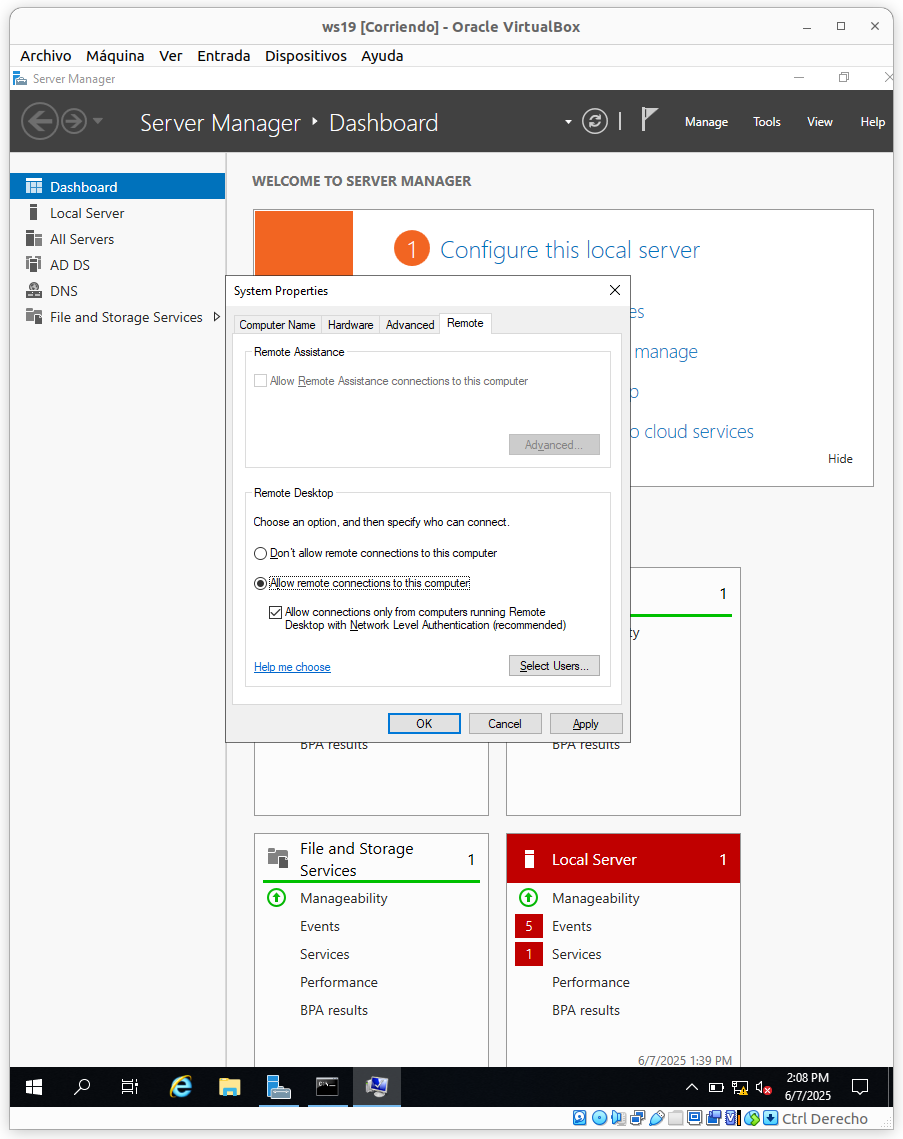 ws19 [Corriendo] - Oracle VirtualBox
Archivo Máquina Ver Entrada Dispositivos Ayuda
Server Manager
Server Manager Dashboard
Manage Tools View Help
Dashboard
Local Server
All Servers
AD DS
DNS
File and Storage Services
WELCOME TO SERVER MANAGER
1 Configure this local server
es
manage
p
o cloud services
Hide
System Properties
Computer Name Hardware Advanced Remote
Remote Assistance
Allow Remote Assistance connections to this computer
Advanced...
Remote Desktop
Choose an option, and then specify who can connect.
Don't allow remote connections to this computer
Allow remote connections to this computer
Allow connections only from computers running Remote
Desktop with Network Level Authentication (recommended)
Help me choose
Select Users...
OK Cancel Apply
1
ty
BPA results
BPA results
File and Storage
Services
1
Manageability
Events
Services
Performance
BPA results
Local Server 1
Manageability
5 Events
1 Services
Performance
BPA results
6/7/2025 1:39 PM
2:08 PM
6/7/2025
Ctrl Derecho